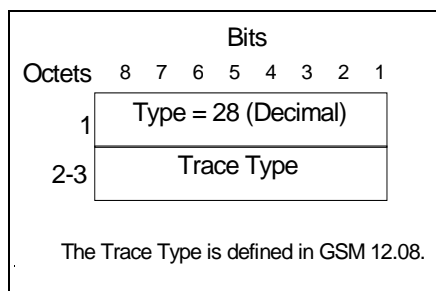 Bits
Octets 8 7 6 5 4 3 2 1
1 Type = 28 (Decimal)
2-3 Trace Type
The Trace Type is defined in GSM 12.08.
.